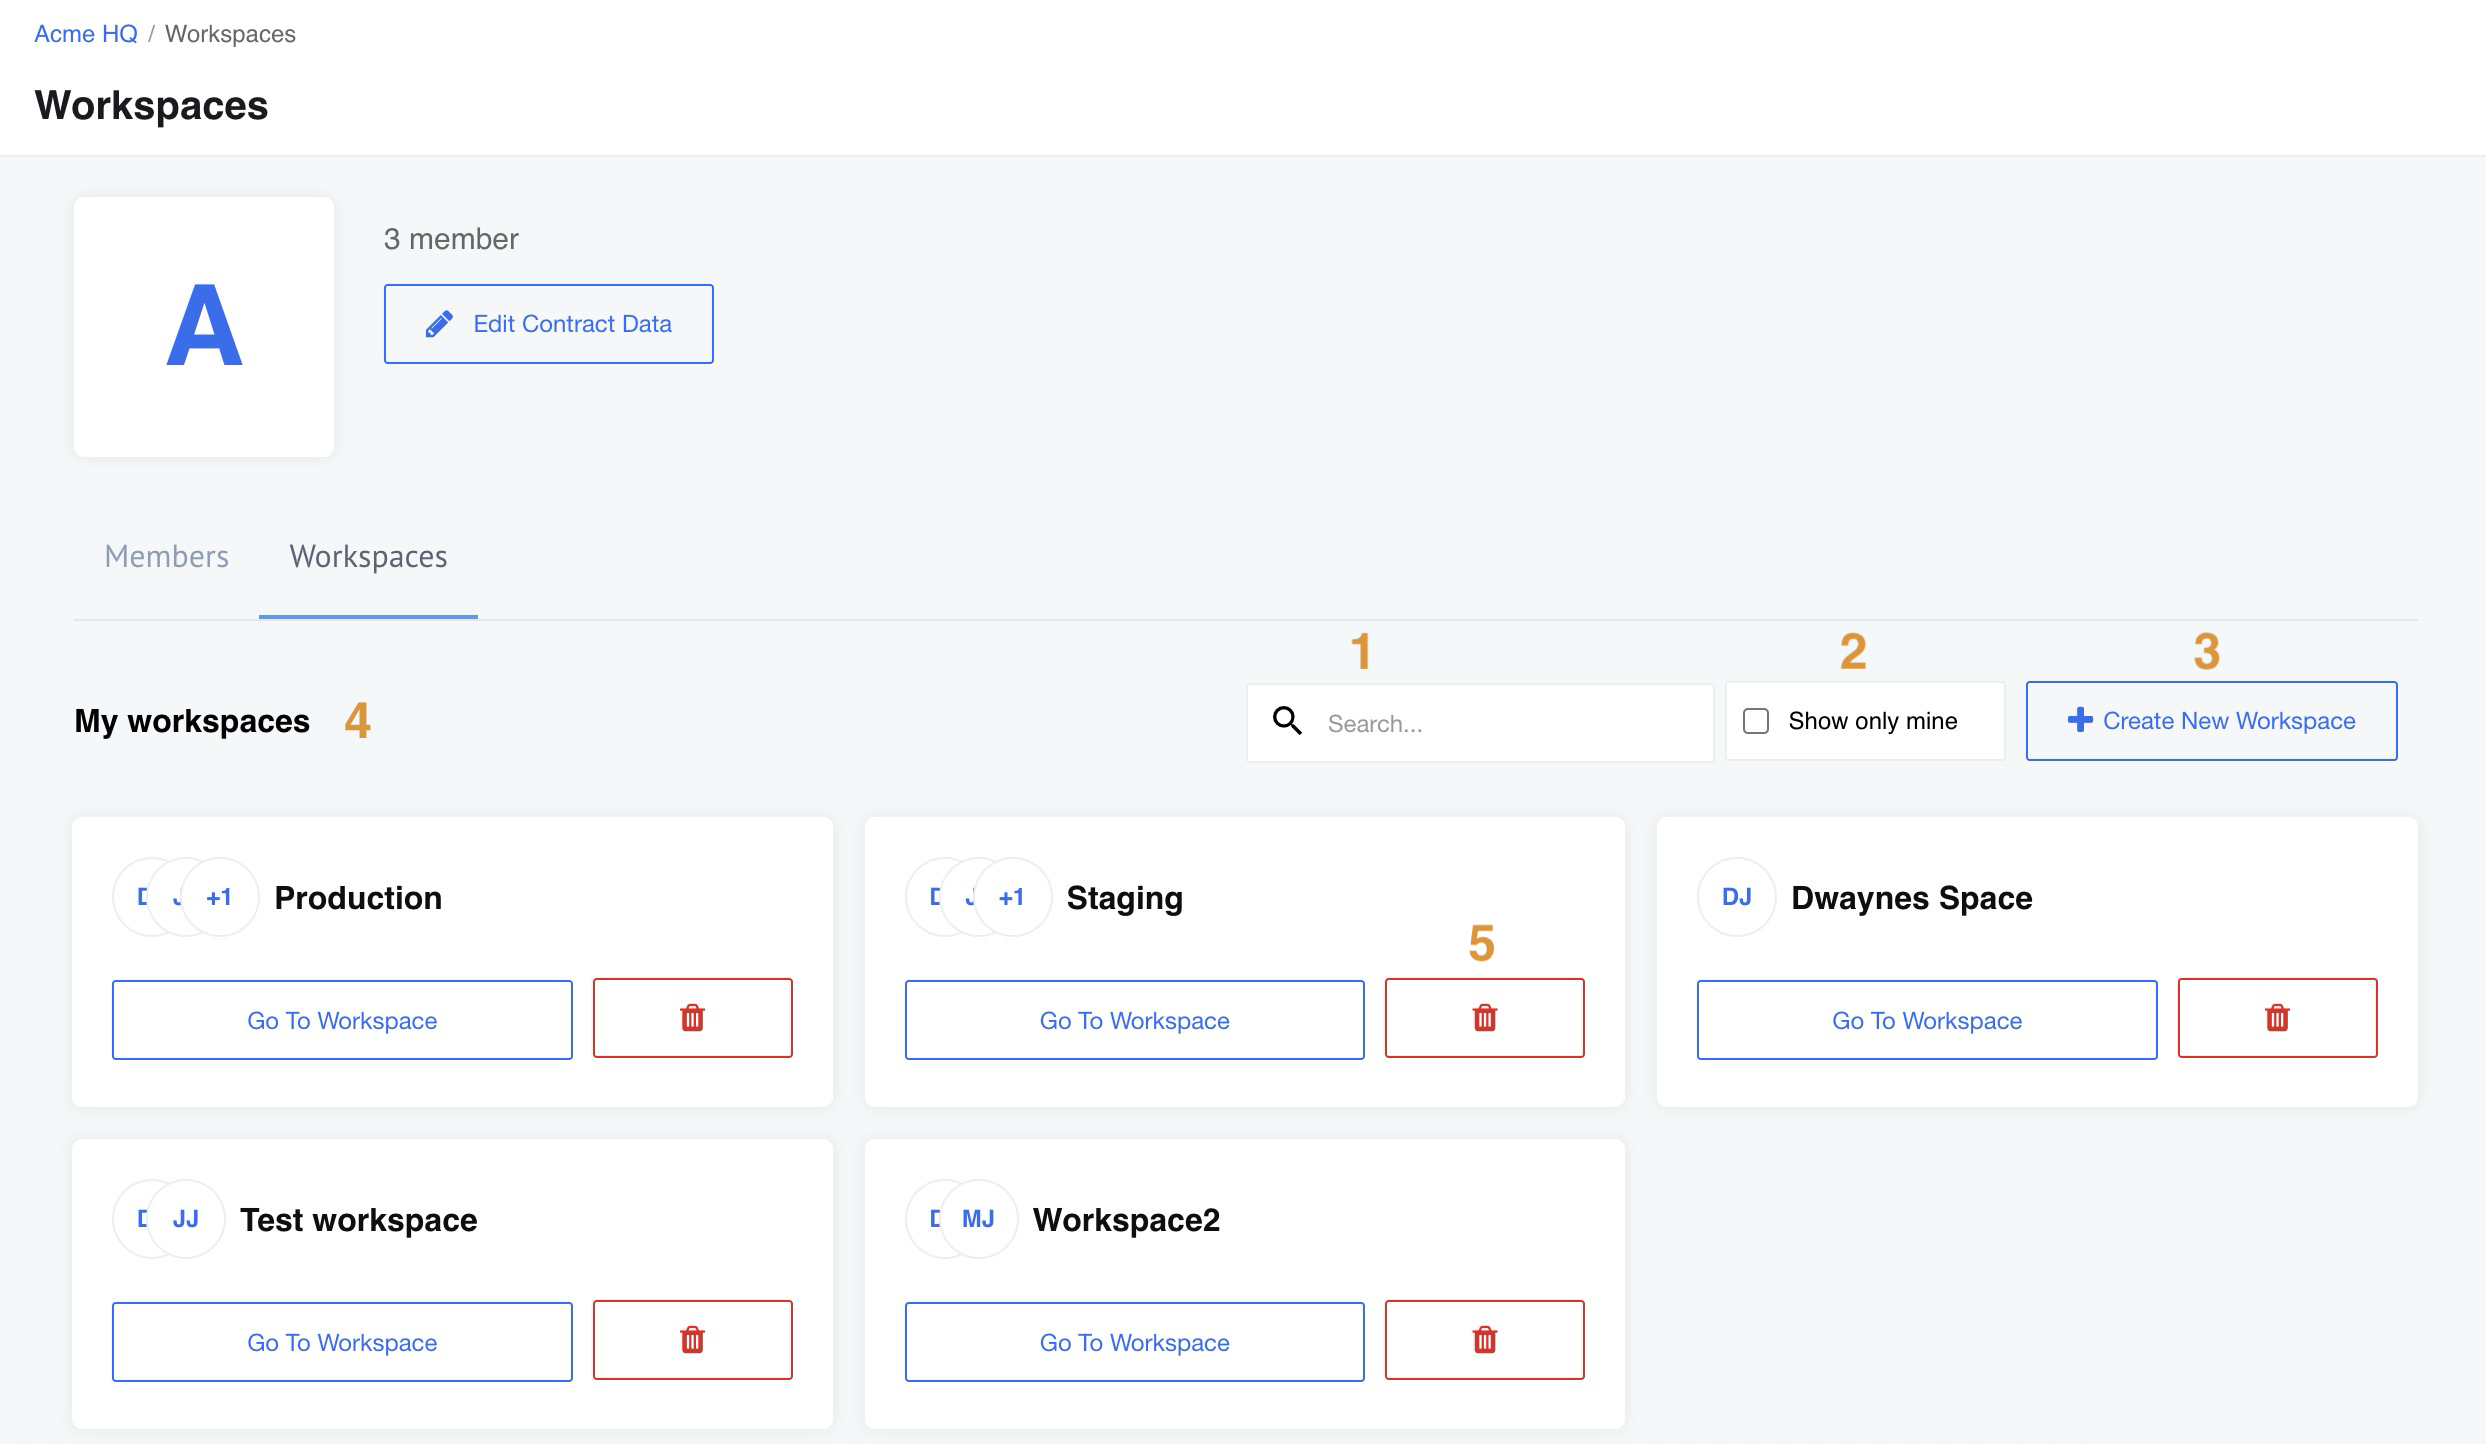 Acme HQ / Workspaces
Workspaces
A
3 member
Edit Contract Data
Members Workspaces
1 2 3
My workspaces 4 Search... Show only mine Create New Workspace
+1 Production
+1 Staging
DJ Dwaynes Space
5
Go To Workspace Go To Workspace Go To Workspace
JJ Test workspace
MJ Workspace2
Go To Workspace Go To Workspace